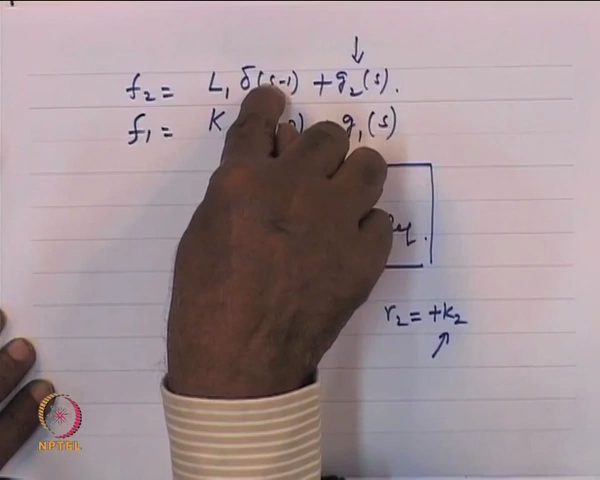 f₂ = L₁ δ(s-1) + g₂(s).
f₁ = K g₁(s)
r₂ = +k₂
NPTEL